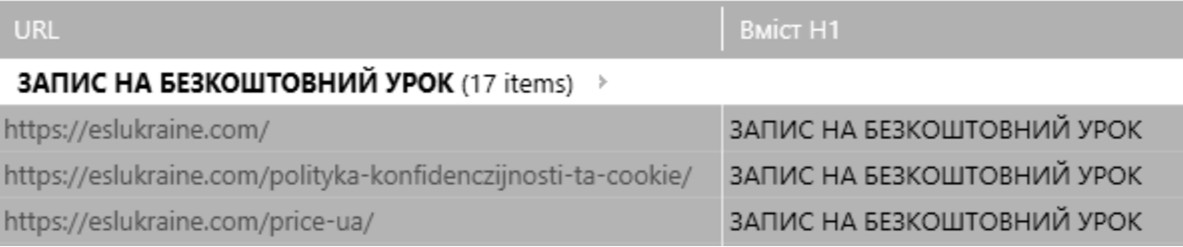 URL Вміст H1
ЗАПИС НА БЕЗКОШТОВНИЙ УРОК (17 items)
https://eslukraine.com/ ЗАПИС НА БЕЗКОШТОВНИЙ УРОК
https://eslukraine.com/polityka-konfidenczijnosti-ta-cookie/ ЗАПИС НА БЕЗКОШТОВНИЙ УРОК
https://eslukraine.com/price-ua/ ЗАПИС НА БЕЗКОШТОВНИЙ УРОК